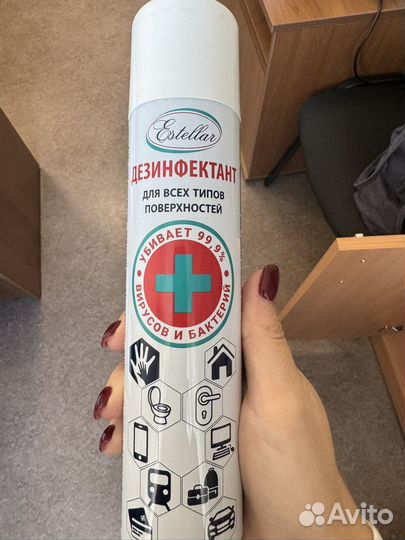 Estellar
ДЕЗИНФЕКТАНТ
ДЛЯ ВСЕХ ТИПОВ
ПОВЕРХНОСТЕЙ
УБИВАЕТ 99,9%
ВИРУСОВ И БАКТЕРИЙ
Avito